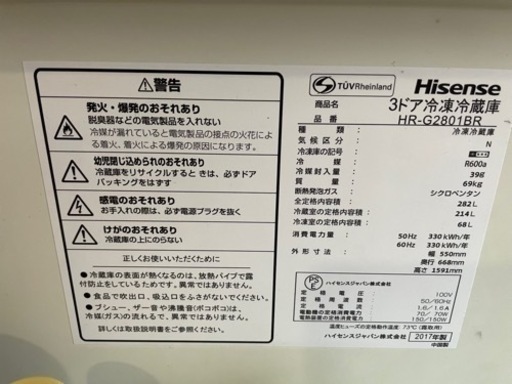 警告
発火・爆発のおそれあり
脱臭器などの電気製品を入れない
冷媒が漏れていると電気製品の接点の火花に
よる着火、着火による爆発の原因になります。
幼児閉じ込められのおそれあり
冷蔵庫をリサイクルするときは、必ずドア
パッキングをはずす
感電のおそれあり
お手入れの際は、必ず電源プラグを抜く
けがのおそれあり
冷蔵庫の上にのらない
正しくお使いいただくために
●冷蔵庫の表面が熱くなるのは、放熱パイプで露
付防止をしているためで、異常ではありません。
●食品で吹出口、吸込口をふさがないでください。
●プシュー、ザー音や沸騰音(ボコボコ)は、
冷媒(ガス)の流れる音で、異常ではありません。
詳しくは取扱説明書をご覧ください。
TÜVRheinland
Hisense
商品名 3ドア冷凍冷蔵庫
形名 HR-G2801BR
種類 冷凍冷蔵庫
気候区分 N
冷凍庫の記号
冷媒 R600a
冷媒封入量 39g
質量 69kg
断熱発泡ガス シクロペンタン
全定格内容積 282L
冷蔵室の定格内容積 214L
冷凍室の定格内容積 68L
消費電力量 50Hz 330kWh/年
60Hz 330kWh/年
外形寸法 幅 550mm
奥行 668mm
高さ 1591mm
PSE
ハイセンスジャパン株式会社
定格電圧 100V
定格周波数 50/60Hz
定格電流 1.6/1.6A
電動機の定格消費電力 70/70W
電熱装置の定格消費電力 150/150W
温度ヒューズの定格動作温度:73℃(霜取用)
ハイセンスジャパン株式会社 2017年製
中国製